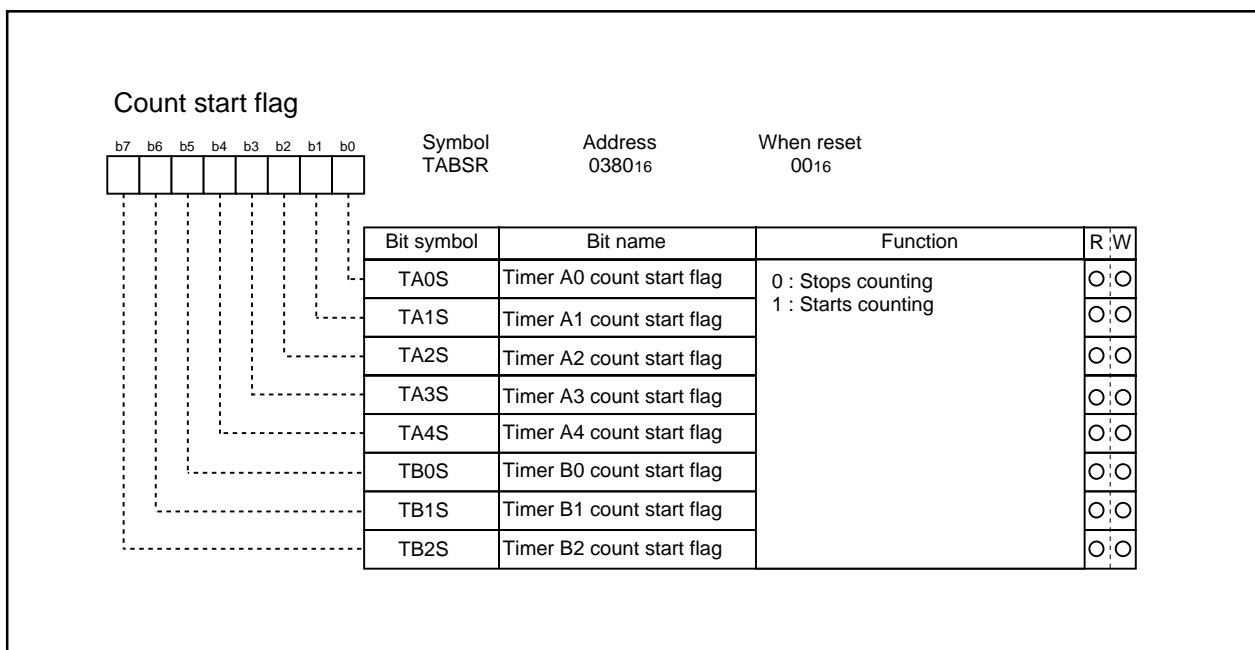 Count start flag
b7 b6 b5 b4 b3 b2 b1 b0
Symbol Address When reset
TABSR 038016 0016
Bit symbol Bit name Function R W
TA0S Timer A0 count start flag 0 : Stops counting
1 : Starts counting
TA1S Timer A1 count start flag
TA2S Timer A2 count start flag
TA3S Timer A3 count start flag
TA4S Timer A4 count start flag
TB0S Timer B0 count start flag
TB1S Timer B1 count start flag
TB2S Timer B2 count start flag